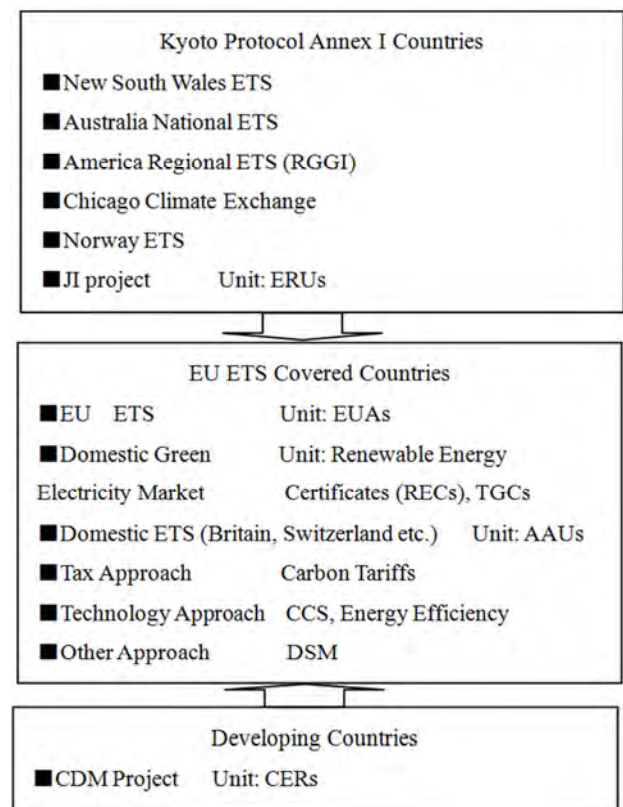 Kyoto Protocol Annex I Countries
■New South Wales ETS
■Australia National ETS
■America Regional ETS (RGGI)
■Chicago Climate Exchange
■Norway ETS
■JI project Unit: ERUs
EU ETS Covered Countries
■EU ETS Unit: EUAs
■Domestic Green Unit: Renewable Energy
Electricity Market Certificates (RECs), TGCs
■Domestic ETS (Britain, Switzerland etc.) Unit: AAUs
■Tax Approach Carbon Tariffs
■Technology Approach CCS, Energy Efficiency
■Other Approach DSM
Developing Countries
■CDM Project Unit: CERs